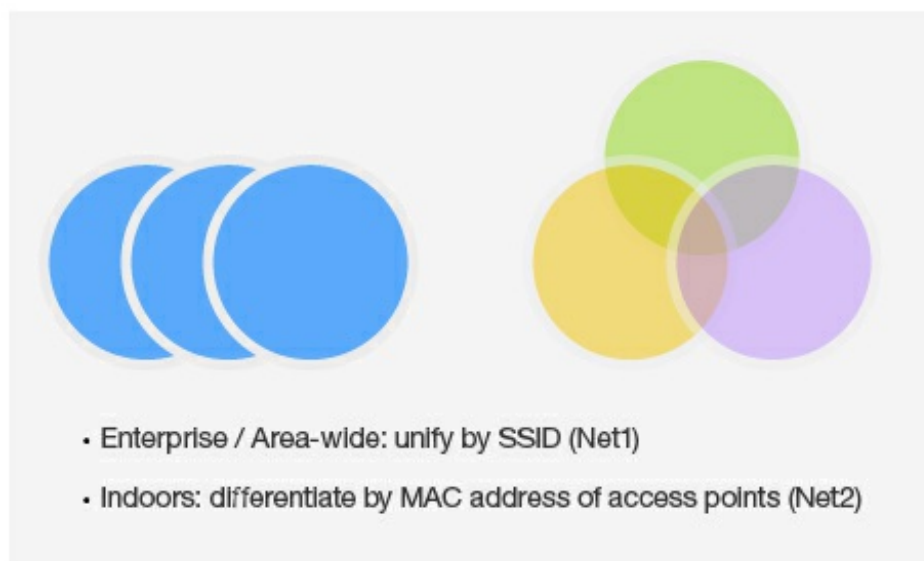 • Enterprise / Area-wide: unify by SSID (Net1)
• Indoors: differentiate by MAC address of access points (Net2)